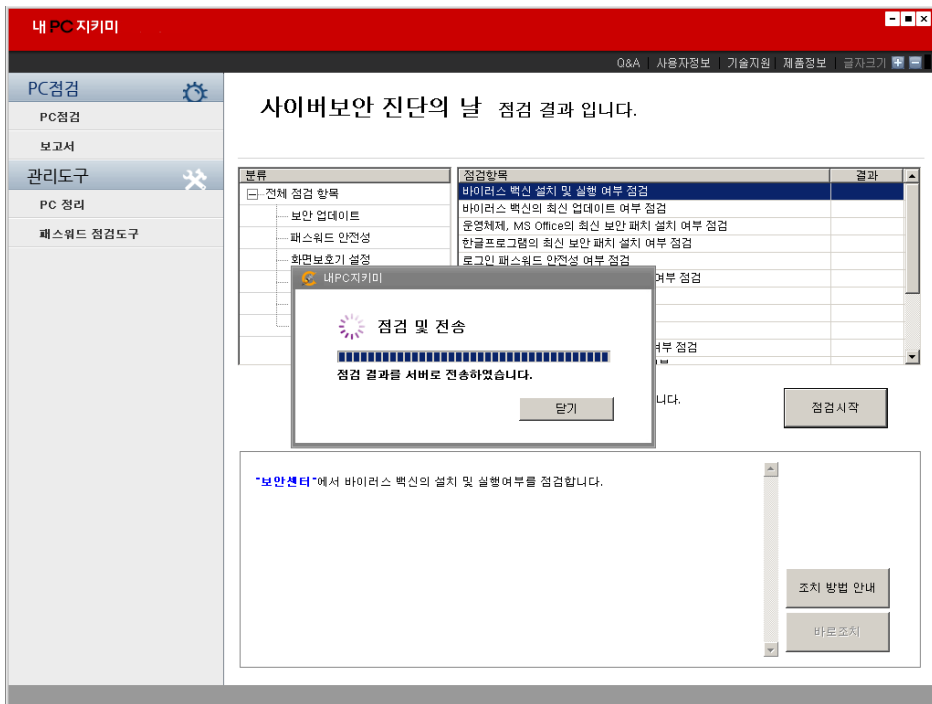 내PC지키미
Q&A 사용자정보 기술지원 제품정보 글자크기
PC점검
PC점검
보고서
관리도구
PC 정리
패스워드 점검도구
사이버보안 진단의 날 점검 결과 입니다.
분류
전체 점검 항목
보안 업데이트
패스워드 안전성
화면보호기 설정
점검항목 결과
바이러스 백신 설치 및 실행 여부 점검
바이러스 백신의 최신 업데이트 여부 점검
운영체제, MS Office의 최신 보안 패치 설치 여부 점검
한글프로그램의 최신 보안 패치 설치 여부 점검
로그인 패스워드 안전성 여부 점검
여부 점검
여부 점검
내PC지키미
점검 및 전송
점검 결과를 서버로 전송하였습니다.
닫기
니다.
점검시작
"보안센터"에서 바이러스 백신의 설치 및 실행여부를 점검합니다.
조치 방법 안내
바로조치